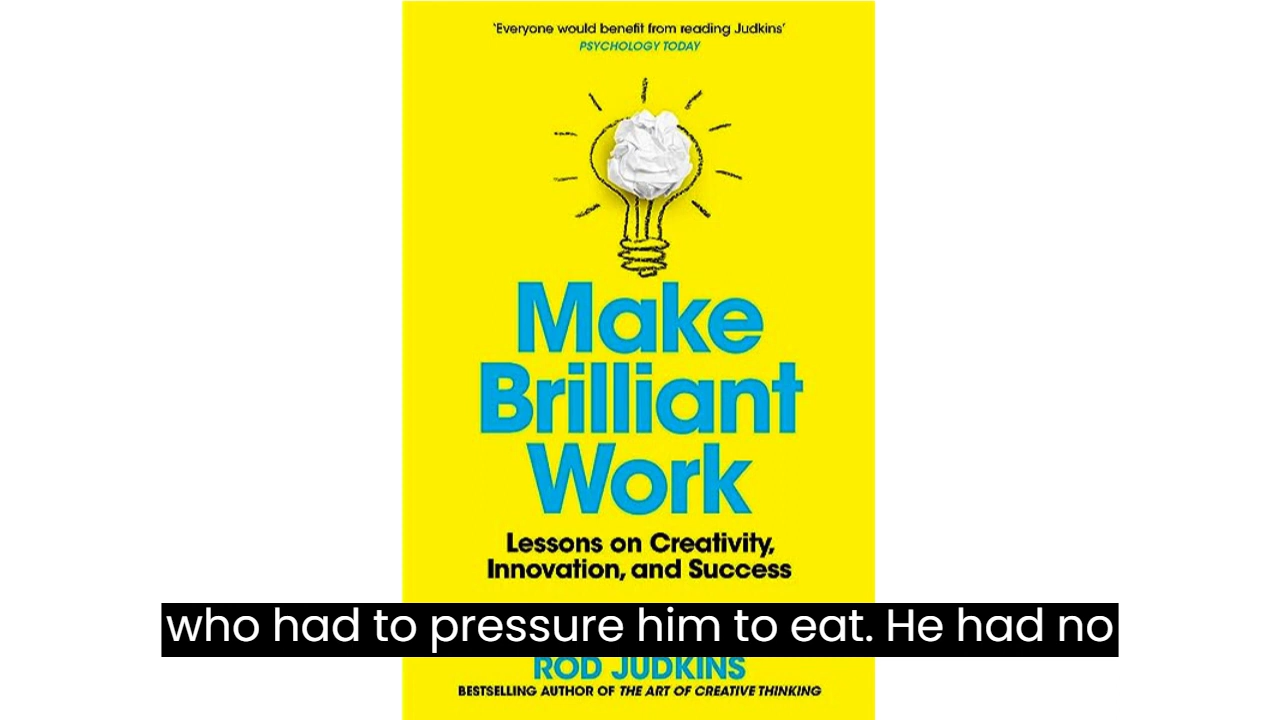 ‘Everyone would benefit from reading Judkins’
PSYCHOLOGY TODAY
Make
Brilliant
Work
Lessons on Creativity,
Innovation, and Success
who had to pressure him to eat. He had no
ROD JUDKINS
BESTSELLING AUTHOR OF THE ART OF CREATIVE THINKING